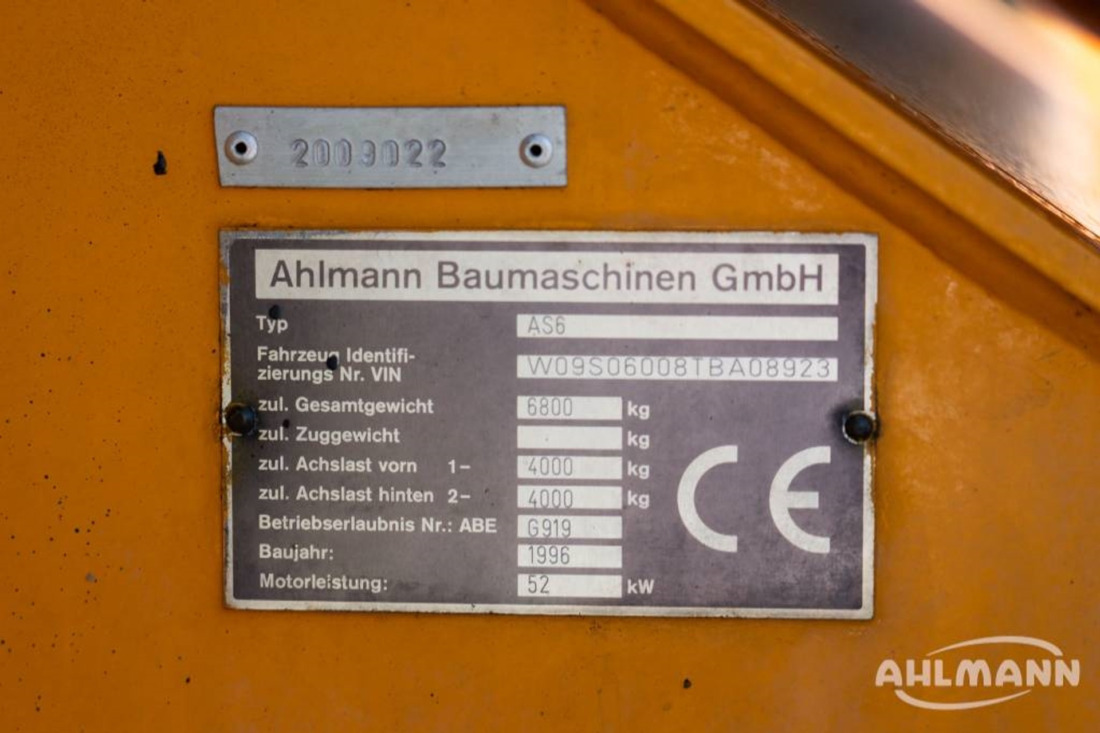 2009022
Ahlmann Baumaschinen GmbH
Typ AS6
Fahrzeug Identifi-
zierungs Nr. VIN W09S06008TBA08923
zul. Gesamtgewicht 6800 kg
zul. Zuggewicht kg
zul. Achslast vorn 1- 4000 kg
zul. Achslast hinten 2- 4000 kg
Betriebserlaubnis Nr.: ABE G919
Baujahr: 1996
Motorleistung: 52 kW
CE
AHLMANN